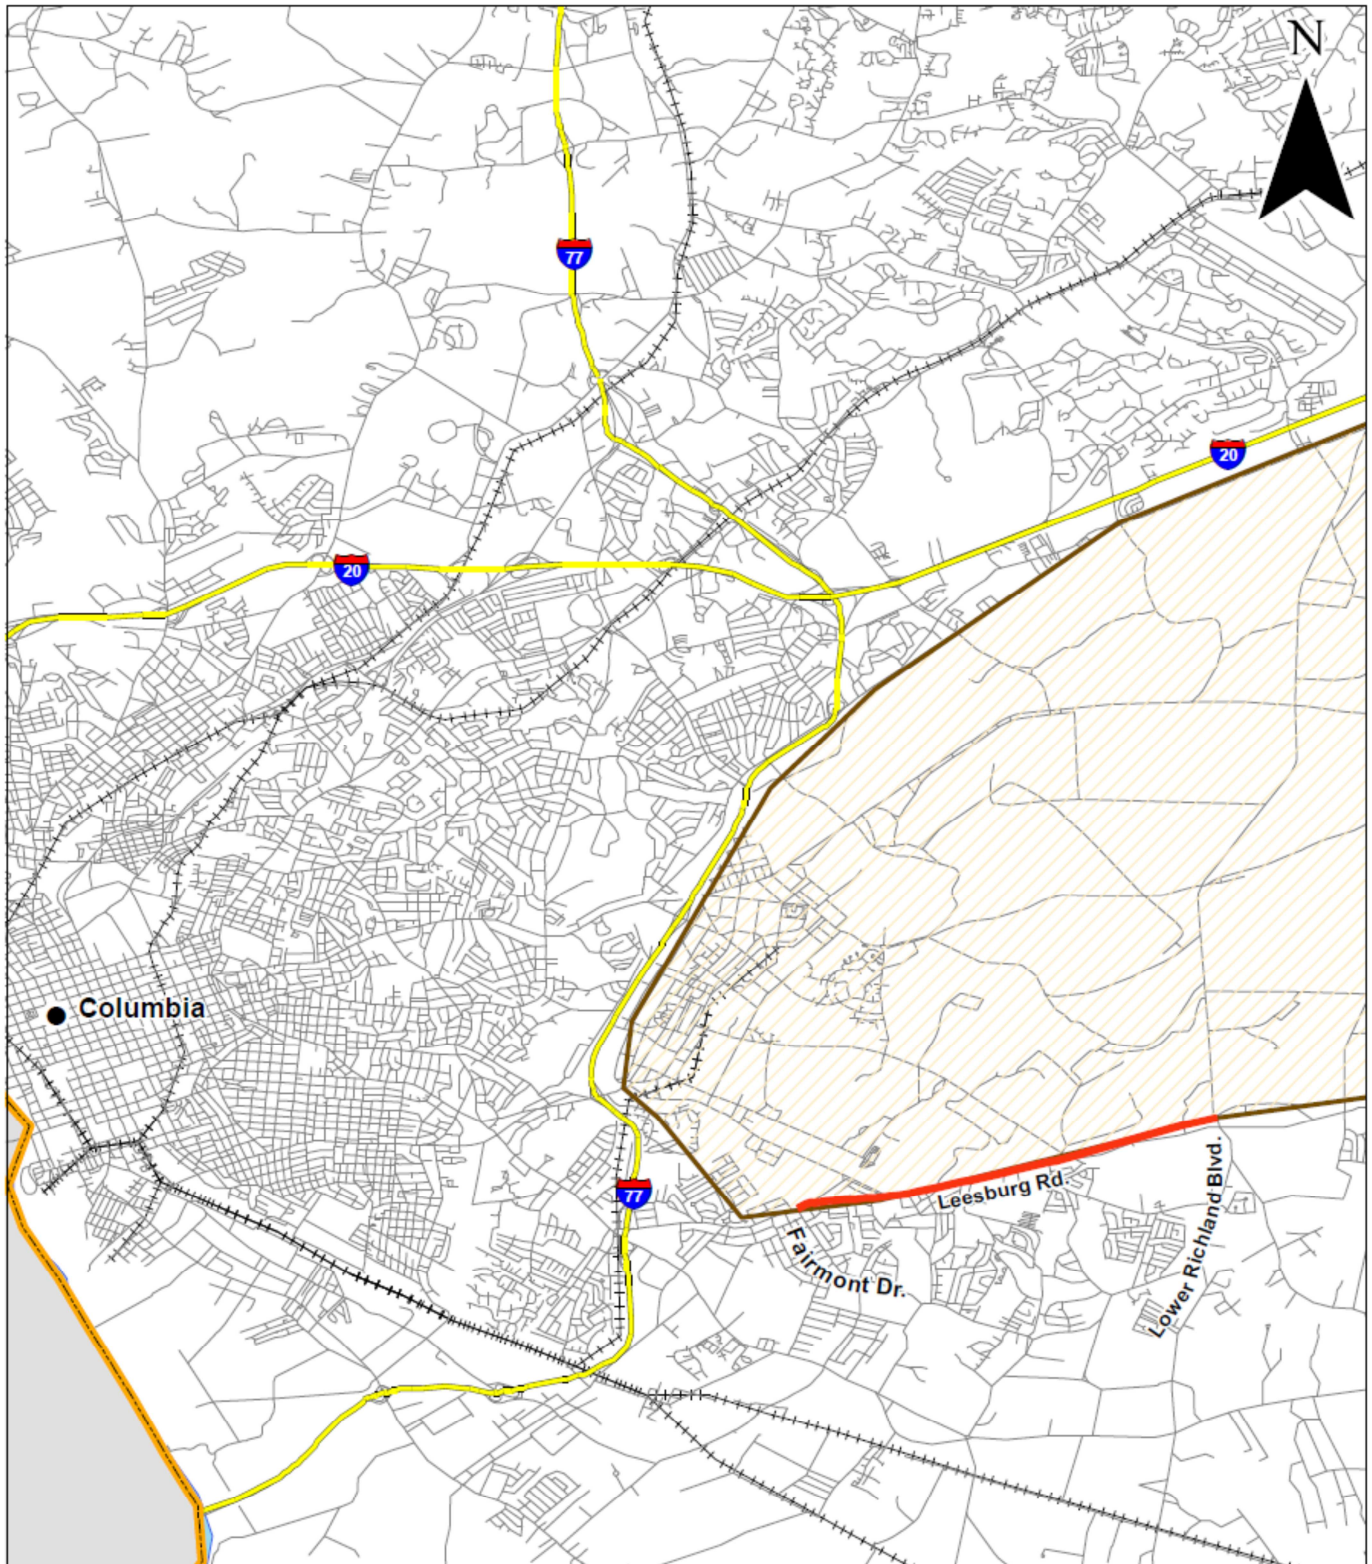 N
77
20
20
Columbia
77
Leesburg Rd.
Fairmont Dr.
Lower Richland Blvd.